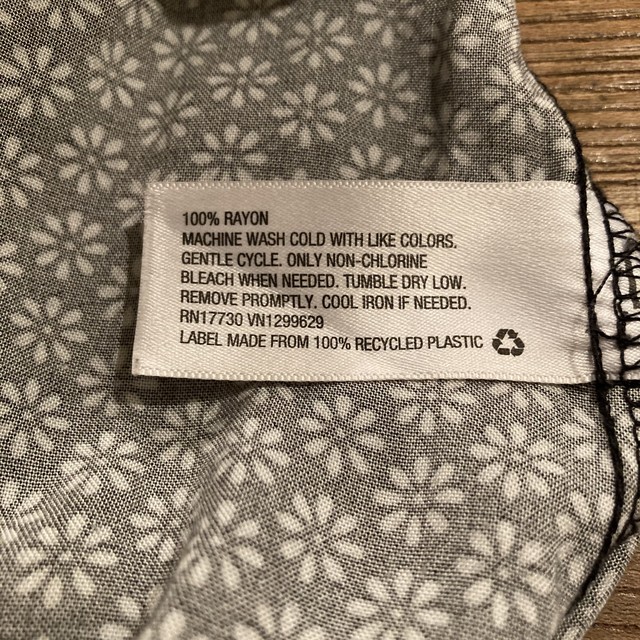 100% RAYON
MACHINE WASH COLD WITH LIKE COLORS.
GENTLE CYCLE. ONLY NON-CHLORINE
BLEACH WHEN NEEDED. TUMBLE DRY LOW.
REMOVE PROMPTLY. COOL IRON IF NEEDED.
RN17730 VN1299629
LABEL MADE FROM 100% RECYCLED PLASTIC